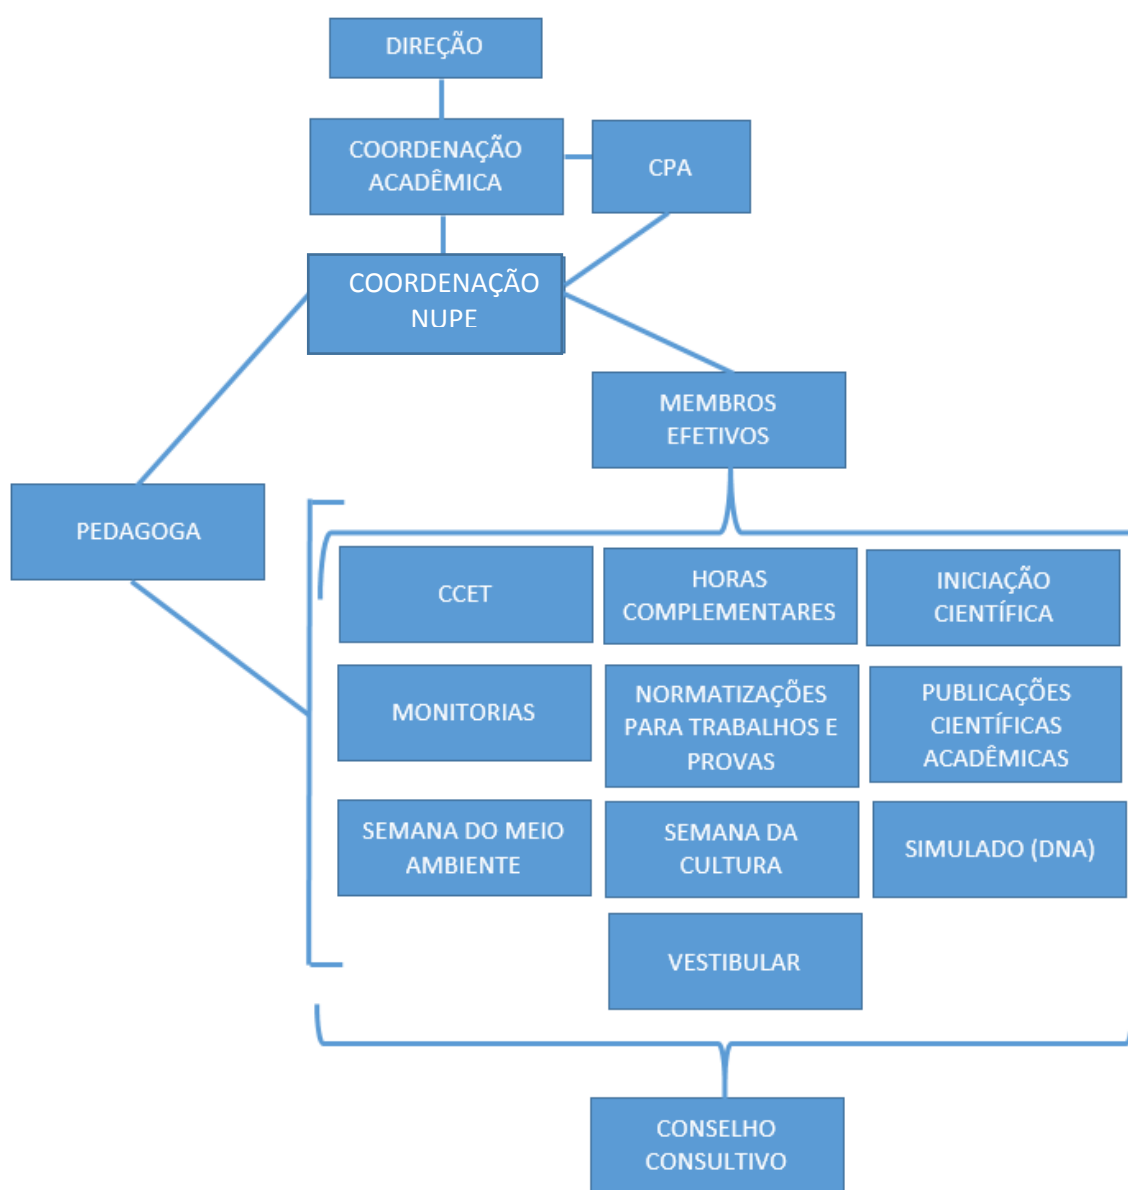 DIREÇÃO
COORDENAÇÃO
ACADÊMICA
CPA
COORDENAÇÃO
NUPE
MEMBROS
EFETIVOS
PEDAGOGA
CCET
HORAS
COMPLEMENTARES
INICIAÇÃO
CIENTÍFICA
MONITORIAS
NORMATIZAÇÕES
PARA TRABALHOS E
PROVAS
PUBLICAÇÕES
CIENTÍFICAS
ACADÊMICAS
SEMANA DO MEIO
AMBIENTE
SEMANA DA
CULTURA
SIMULADO (DNA)
VESTIBULAR
CONSELHO
CONSULTIVO